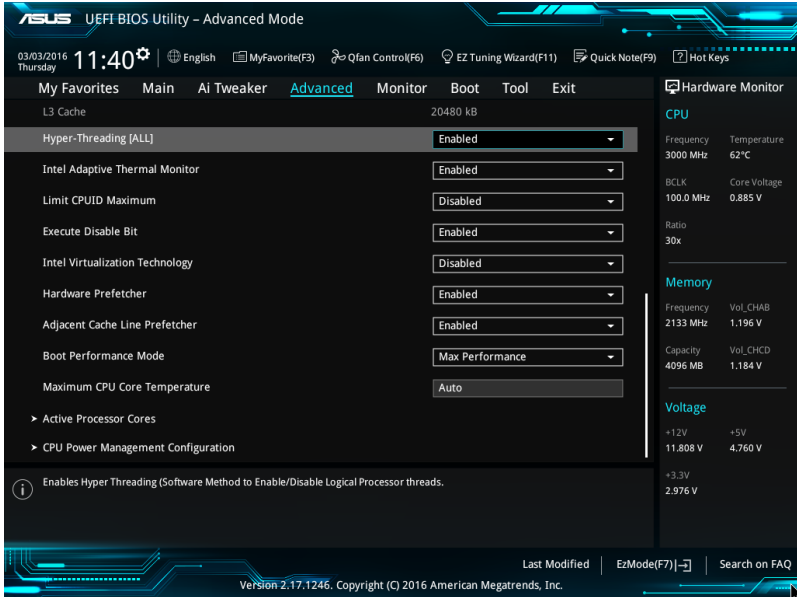 ASUS UEFI BIOS Utility – Advanced Mode
03/03/2016 Thursday 11:40 English MyFavorite(F3) Qfan Control(F6) EZ Tuning Wizard(F11) Quick Note(F9) ? Hot Keys
My Favorites Main Ai Tweaker Advanced Monitor Boot Tool Exit
L3 Cache 20480 kB
Hyper-Threading [ALL] Enabled
Intel Adaptive Thermal Monitor Enabled
Limit CPUID Maximum Disabled
Execute Disable Bit Enabled
Intel Virtualization Technology Disabled
Hardware Prefetcher Enabled
Adjacent Cache Line Prefetcher Enabled
Boot Performance Mode Max Performance
Maximum CPU Core Temperature Auto
> Active Processor Cores
> CPU Power Management Configuration
i Enables Hyper Threading (Software Method to Enable/Disable Logical Processor threads.
Hardware Monitor
CPU
Frequency Temperature
3000 MHz 62°C
BCLK Core Voltage
100.0 MHz 0.885 V
Ratio
30x
Memory
Frequency Vol_CHAB
2133 MHz 1.196 V
Capacity Vol_CHCD
4096 MB 1.184 V
Voltage
+12V +5V
11.808 V 4.760 V
+3.3V
2.976 V
Last Modified EzMode(F7) Search on FAQ
Version 2.17.1246. Copyright (C) 2016 American Megatrends, Inc.